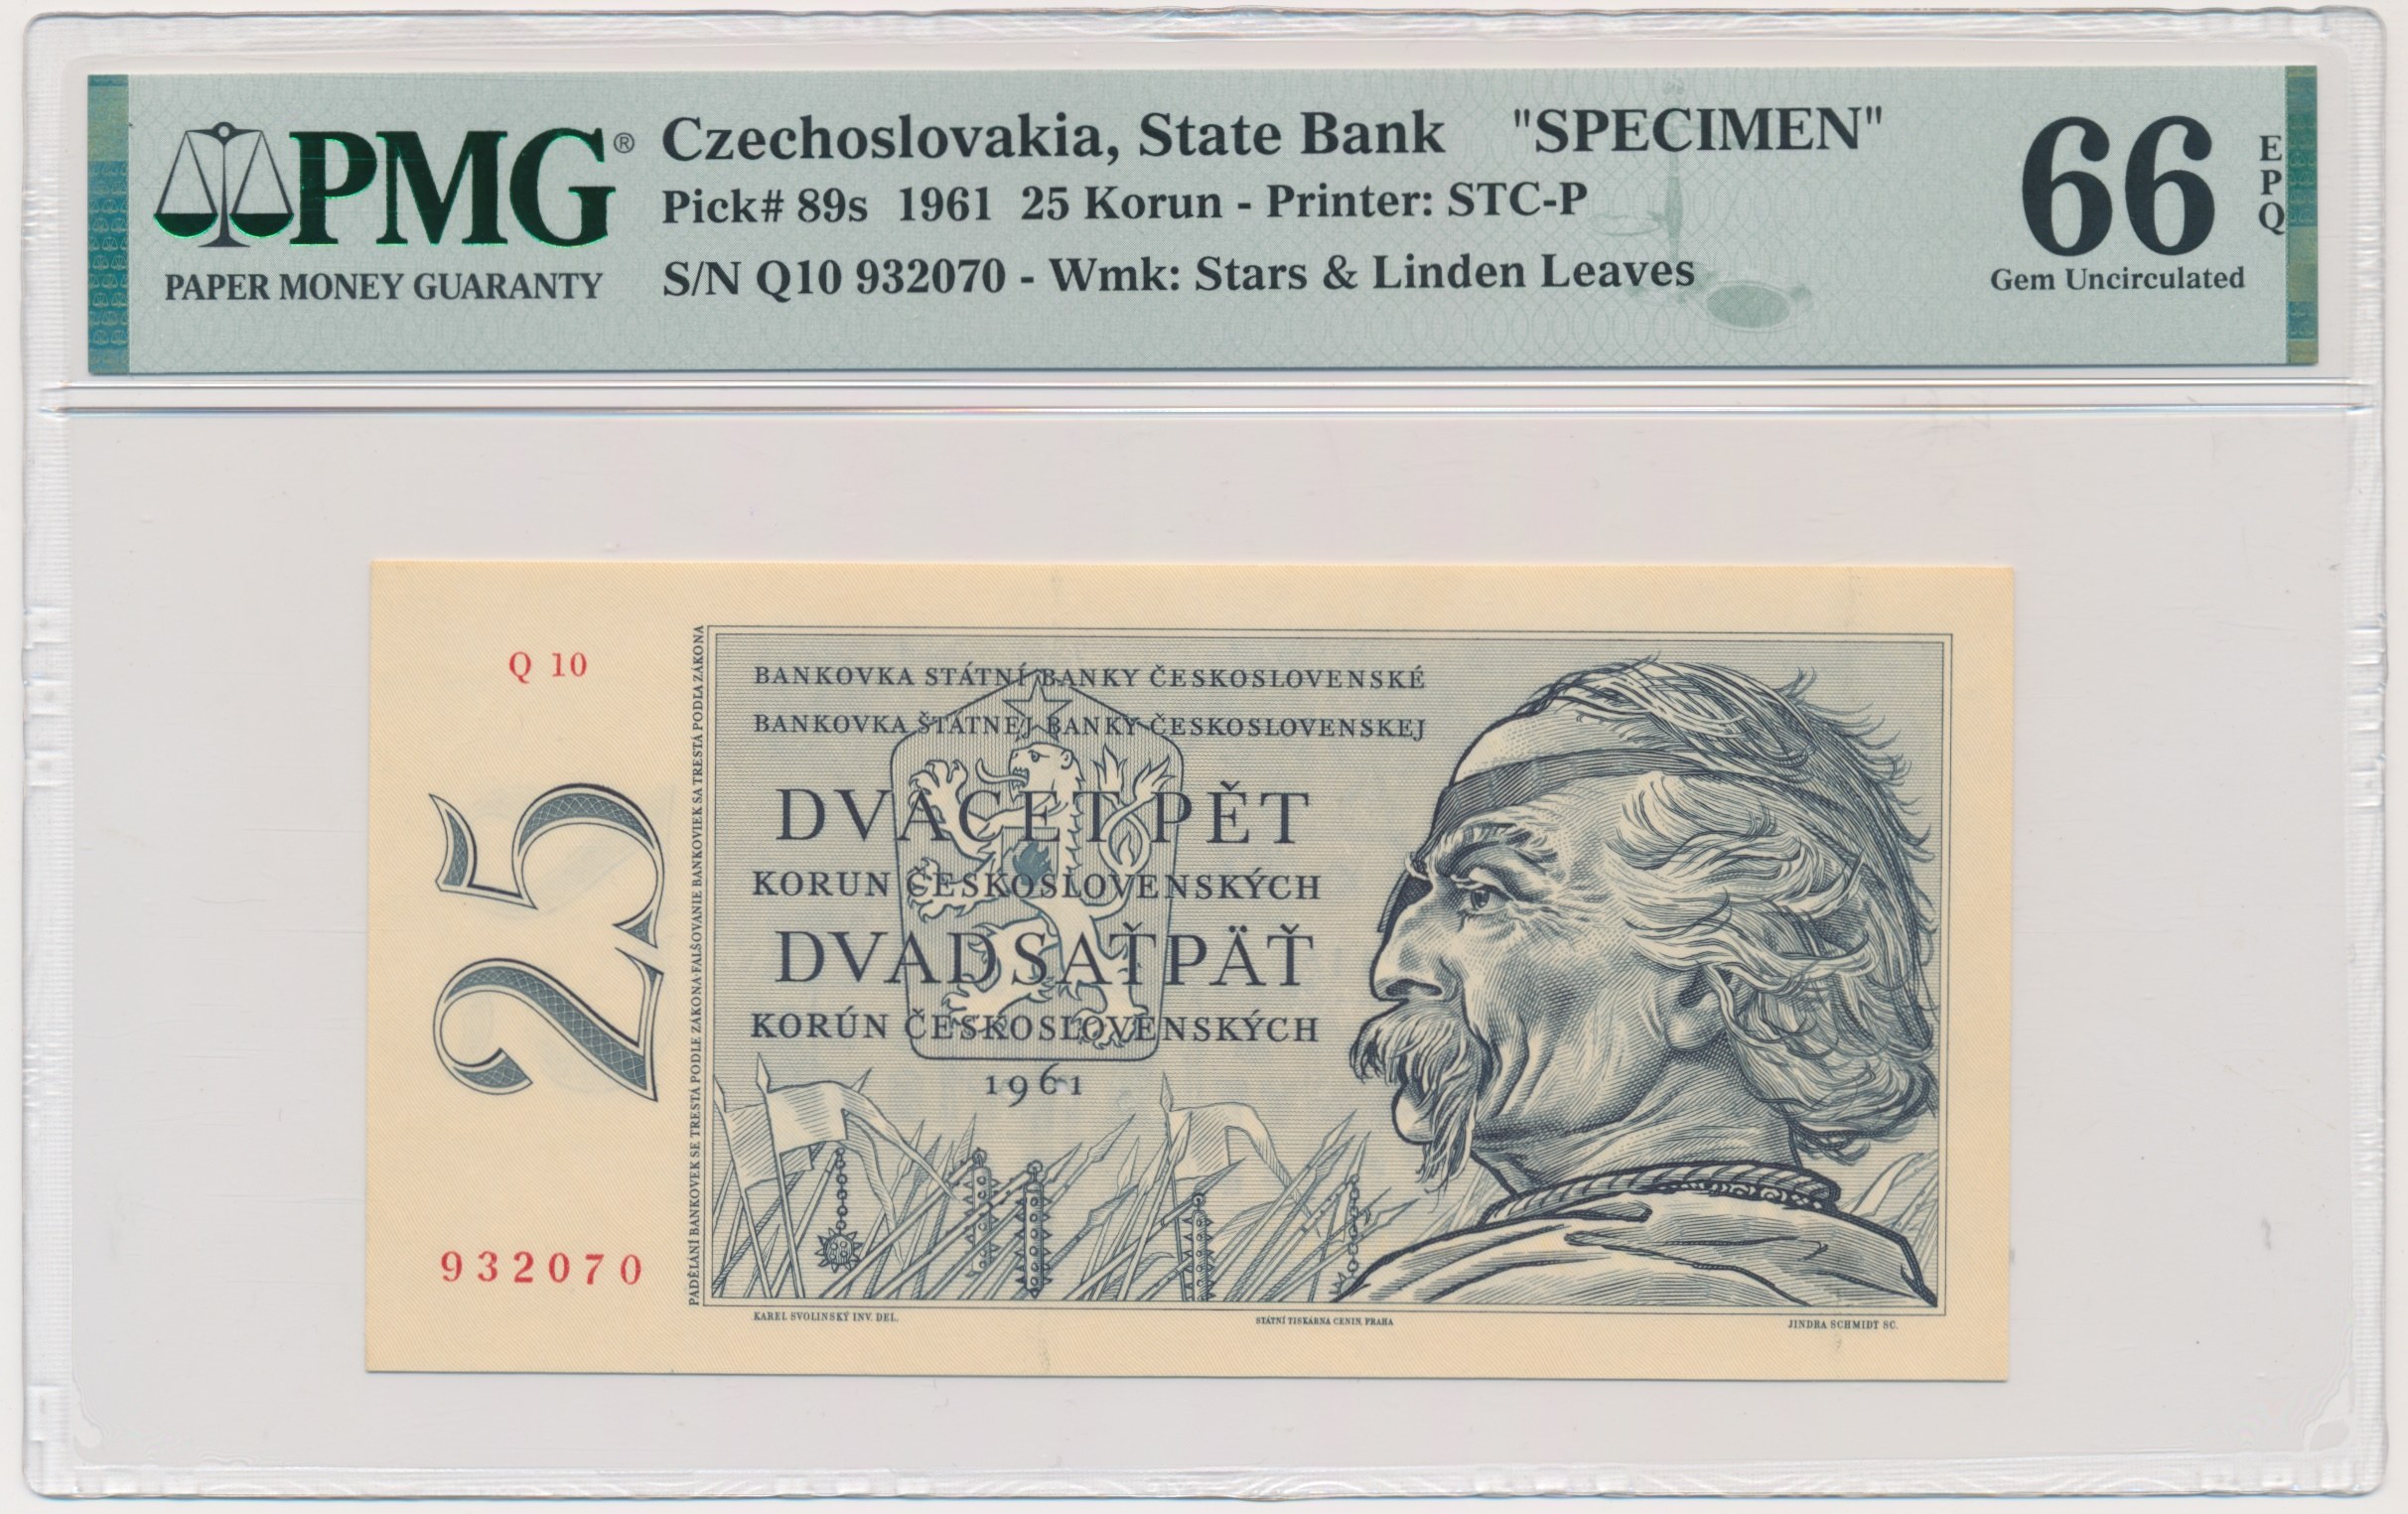 PMG®
PAPER MONEY GUARANTY
Czechoslovakia, State Bank "SPECIMEN"
Pick# 89s 1961 25 Korun - Printer: STC-P
S/N Q10 932070 - Wmk: Stars & Linden Leaves
66
EPQ
Gem Uncirculated
Q 10
25
932070
PADĚLÁNÍ BANKOVEK SE TRESTÁ PODLE ZÁKONA·FALŠOVANIE BANKOVIEK SA TRESTÁ PODĽA ZÁKONA
BANKOVKA STÁTNÍ BANKY ČESKOSLOVENSKÉ
BANKOVKA ŠTÁTNEJ BANKY ČESKOSLOVENSKEJ
DVACET PĚT
KORUN ČESKOSLOVENSKÝCH
DVADSAŤPÄŤ
KORÚN ČESKOSLOVENSKÝCH
1961
KAREL SVOLINSKÝ INV. DEL.
STÁTNÍ TISKÁRNA CENIN, PRAHA
JINDRA SCHMIDT SC.